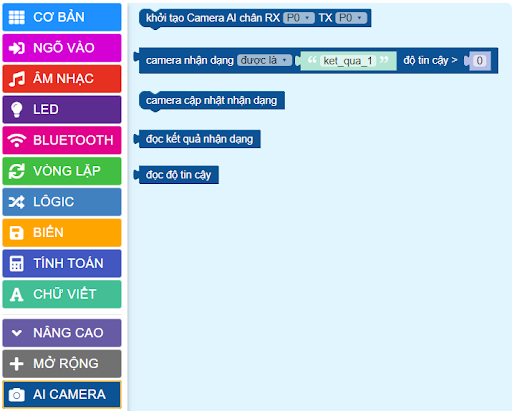 CƠ BẢN
NGÕ VÀO
ÂM NHẠC
LED
BLUETOOTH
VÒNG LẶP
LÔGIC
BIẾN
TÍNH TOÁN
CHỮ VIẾT
NÂNG CAO
MỞ RỘNG
AI CAMERA
khởi tạo Camera AI chân RX P0 TX P0
camera nhận dạng được là “ ket_qua_1 ” độ tin cậy > 0
camera cập nhật nhận dạng
đọc kết quả nhận dạng
đọc độ tin cậy